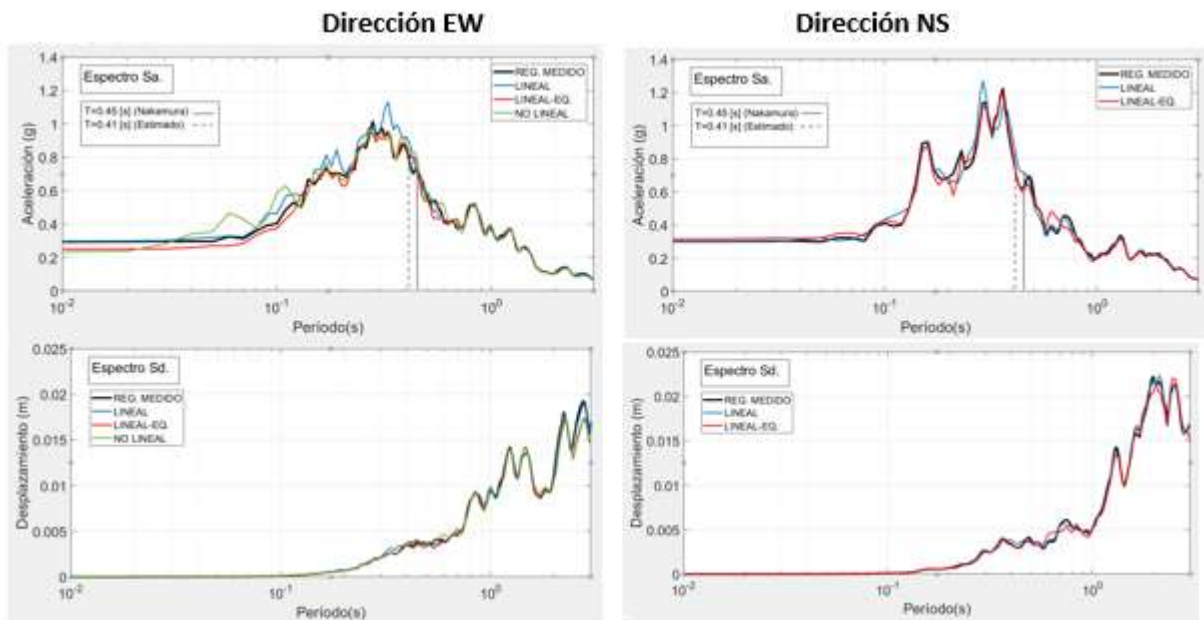 Dirección EW
Dirección NS
Espectro Sa.
T=0.45 [s] (Nakamura)
T=0.41 [s] (Estimado)
REG. MEDIDO
LINEAL
LINEAL-EQ.
NO LINEAL
Aceleración (g)
1.4
1.2
1
0.8
0.6
0.4
0.2
0
10-2
10-1
100
Período(s)
Espectro Sa.
T=0.45 [s] (Nakamura)
T=0.41 [s] (Estimado)
REG. MEDIDO
LINEAL
LINEAL-EQ.
Aceleración (g)
1.4
1.2
1
0.8
0.6
0.4
0.2
0
10-2
10-1
100
Período(s)
Espectro Sd.
REG. MEDIDO
LINEAL
LINEAL-EQ.
NO LINEAL
Desplazamiento (m)
0.025
0.02
0.015
0.01
0.005
0
10-2
10-1
100
Período(s)
Espectro Sd.
REG. MEDIDO
LINEAL
LINEAL-EQ.
Desplazamiento (m)
0.025
0.02
0.015
0.01
0.005
0
10-2
10-1
100
Período(s)